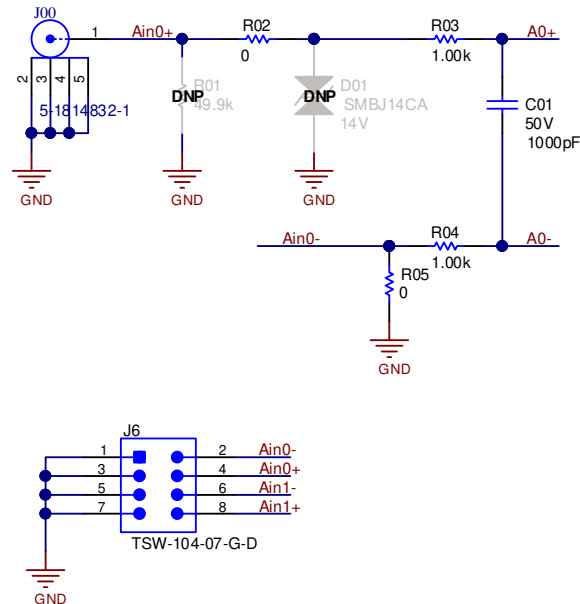 J00
1
Ain0+
R02
0
R03
1.00k
A0+
2
3
4
5
5-1814832-1
R01
49.9k
DNP
D01
SMBJ14CA
14V
DNP
C01
50V
1000pF
GND
GND
GND
Ain0-
R04
1.00k
A0-
R05
0
GND
J6
1
2
Ain0-
3
4
Ain0+
5
6
Ain1-
7
8
Ain1+
TSW-104-07-G-D
GND